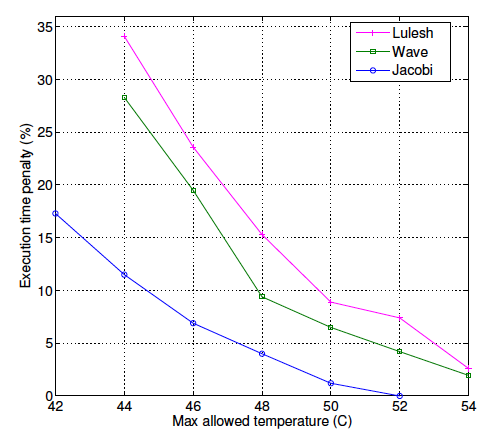 Lulesh
Wave
Jacobi
Execution time penalty (%)
35
30
25
20
15
10
5
0
42 44 46 48 50 52 54
Max allowed temperature (C)